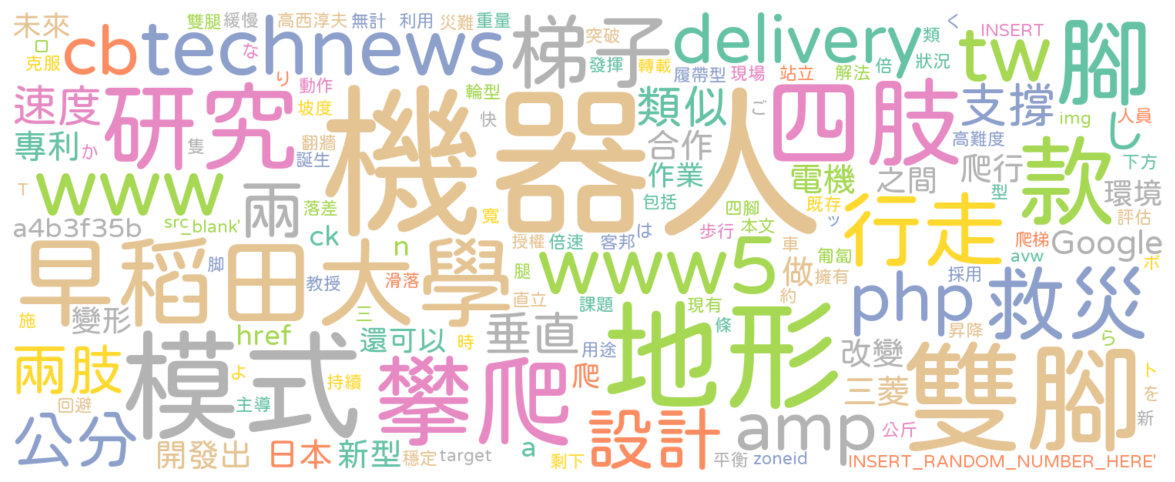 未來 雙腿 緩慢 高西淳夫 無計 利用 災難 重量 突破 類 く INSERT
ロ cb technews 梯子 delivery tw 腳
克服 な 發揮 轉載 履帶型 現場 站立 解法 倍 狀況
り 動作 輪型
速度 研究 坡度 機器人 快 類似 ご 四肢 支撐 img 人員 し
專利 か 隻 翻牆 誕生 合作 高難度 下方
T www 兩 作業 電機 之間 爬行 型 款 環境
src blank' 落差 寬 包括 四腳 既存 ッ 行走 評估
a4b3f35b ck n 授權 倍速 客邦 は 步行 本文 車 匍匐 爬梯 Google
早稻田大學 脚 教授 滑落 腿 www5 做 擁有 avw ボ
三 直立 課題 現有 約 php 採用 救災
施 變形 href 還可以 時 垂直 用途 條 地形 昇降 ら
兩肢 模式 よ 持續 攀爬 爬 改變 雙腳 ト
回避 主導 三菱 を
公分 設計 amp 公斤 新
開發出 日本 新型 穩定 target a 剩下 平衡 zoneid INSERT_RANDOM_NUMBER_HERE'